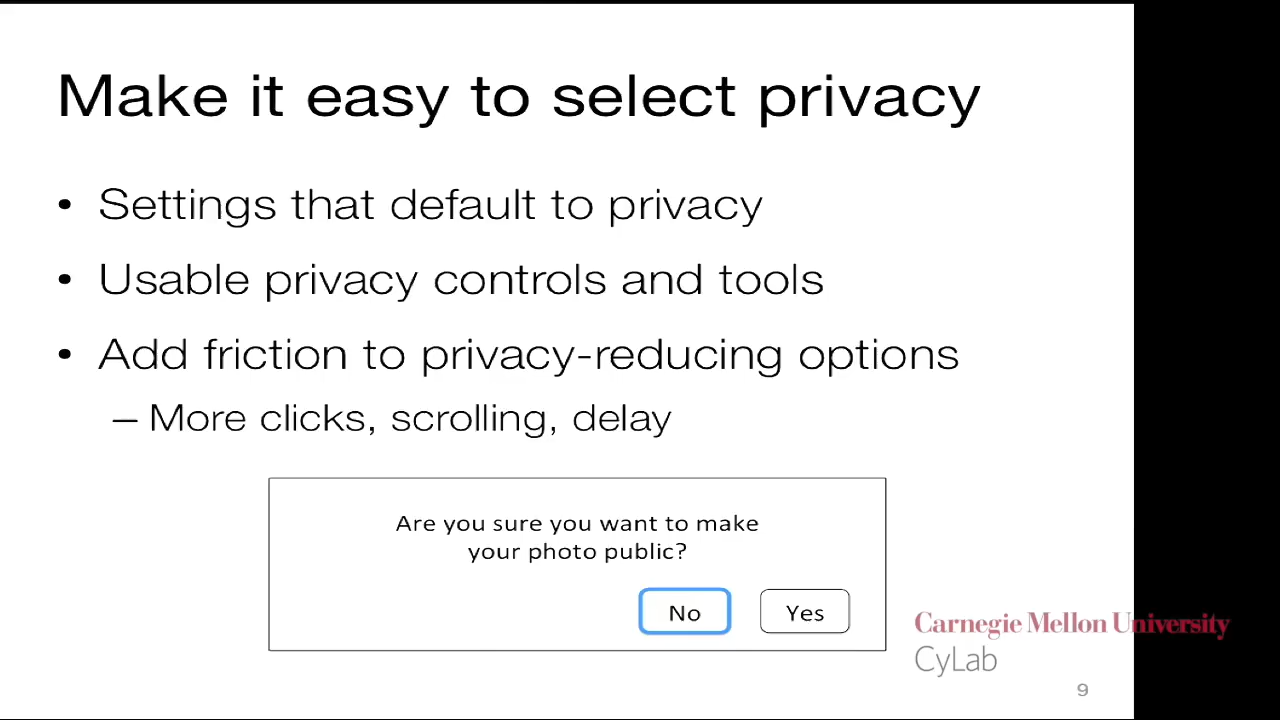 Make it easy to select privacy
• Settings that default to privacy
• Usable privacy controls and tools
• Add friction to privacy-reducing options
– More clicks, scrolling, delay
Are you sure you want to make
your photo public?
No Yes
Carnegie Mellon University
CyLab
9